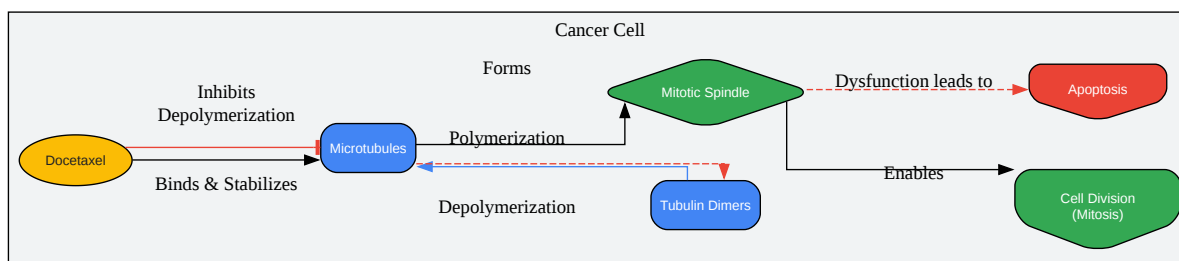 Cancer Cell
Forms
Inhibits
Depolymerization
Docetaxel
Binds & Stabilizes
Microtubules
Polymerization
Depolymerization
Tubulin Dimers
Mitotic Spindle
Dysfunction leads to
Apoptosis
Enables
Cell Division
(Mitosis)